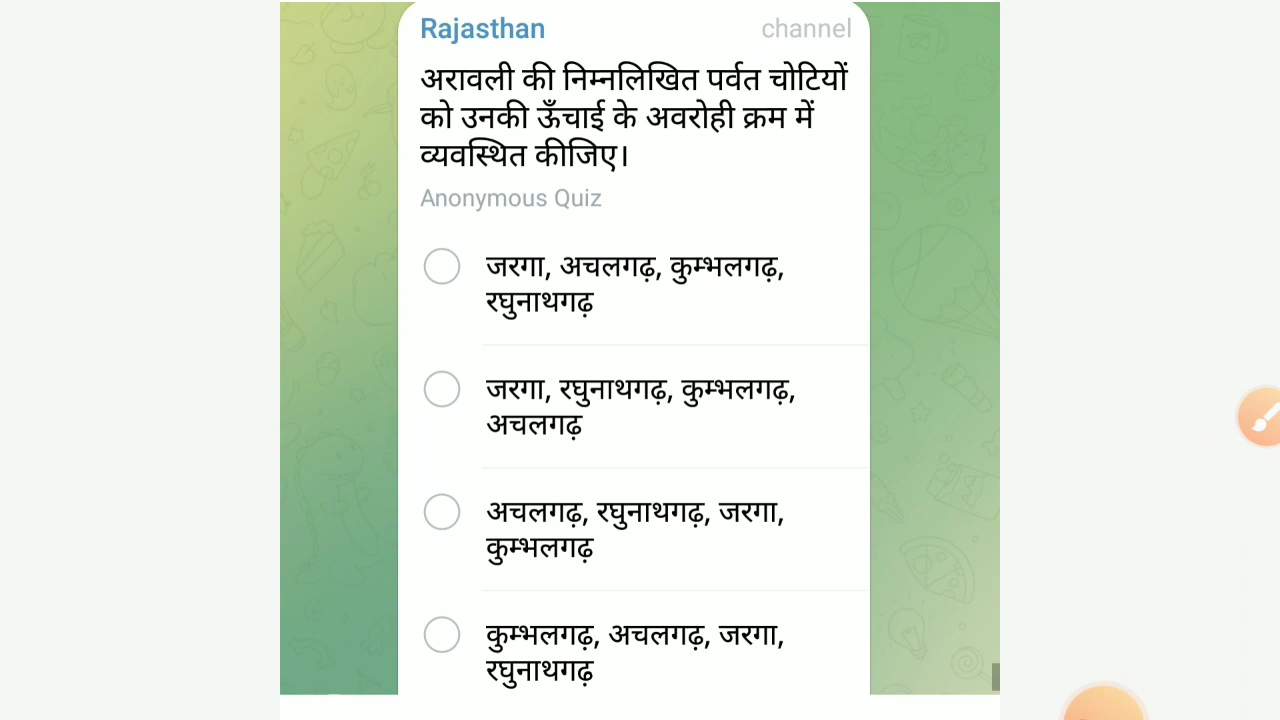 Rajasthan channel
अरावली की निम्नलिखित पर्वत चोटियों
को उनकी ऊँचाई के अवरोही क्रम में
व्यवस्थित कीजिए।
Anonymous Quiz
जरगा, अचलगढ़, कुम्भलगढ़,
रघुनाथगढ़
जरगा, रघुनाथगढ़, कुम्भलगढ़,
अचलगढ़
अचलगढ़, रघुनाथगढ़, जरगा,
कुम्भलगढ़
कुम्भलगढ़, अचलगढ़, जरगा,
रघुनाथगढ़